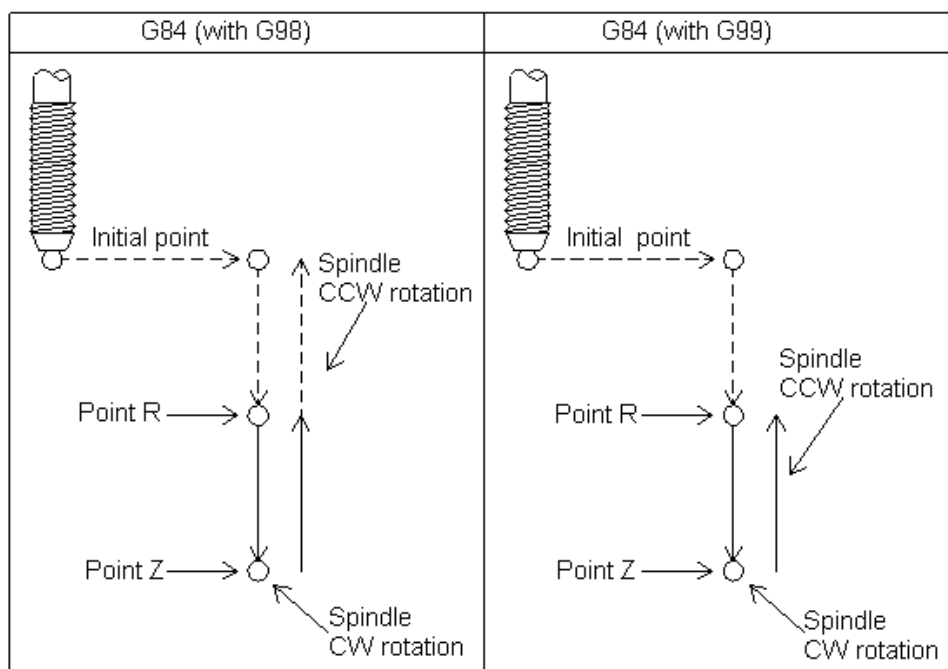 G84 (with G98)
G84 (with G99)
Initial point
Spindle
CCW rotation
Point R
Point Z
Spindle
CW rotation
Initial point
Spindle
CCW rotation
Point R
Point Z
Spindle
CW rotation